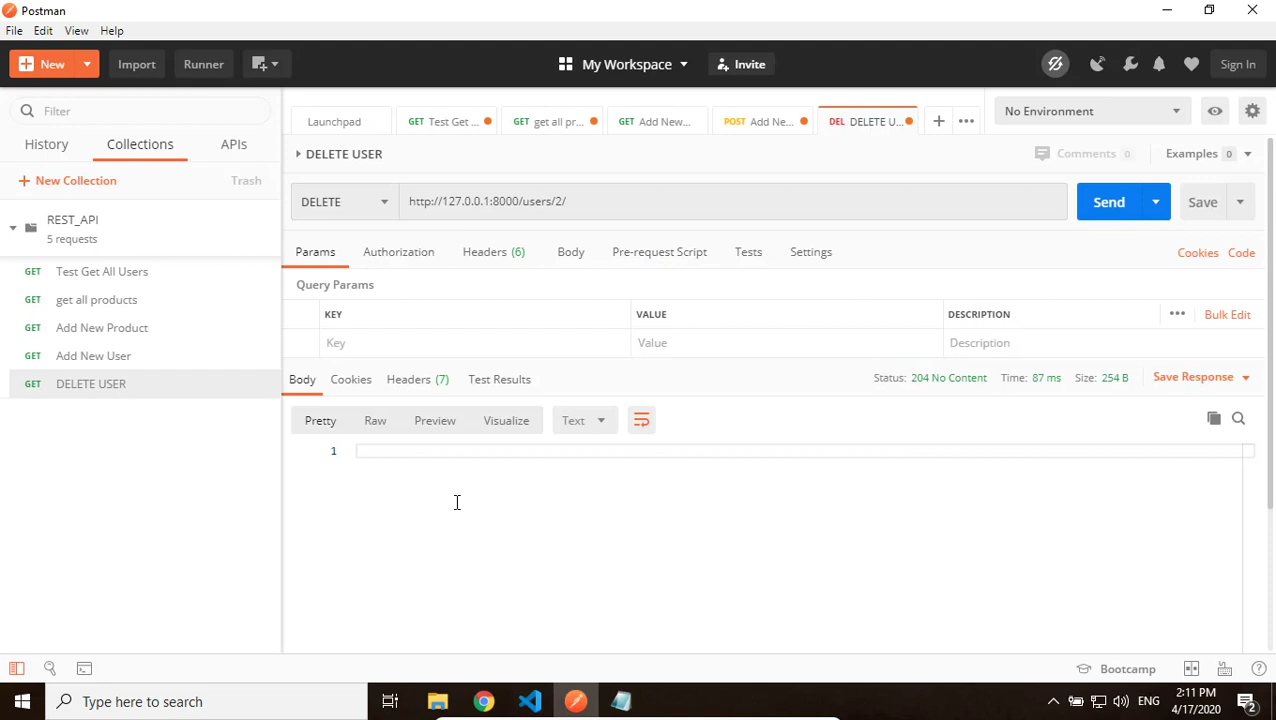 Postman
File Edit View Help
New Import Runner My Workspace Invite Sign In
Filter
History Collections APIs
New Collection Trash
REST_API
5 requests
GET Test Get All Users
GET get all products
GET Add New Product
GET Add New User
GET DELETE USER
Launchpad GET Test Get ... GET get all pr... GET Add New... POST Add Ne... DEL DELETE U... No Environment
DELETE USER Comments 0 Examples 0
DELETE http://127.0.0.1:8000/users/2/ Send Save
Params Authorization Headers (6) Body Pre-request Script Tests Settings Cookies Code
Query Params
KEY VALUE DESCRIPTION ••• Bulk Edit
Key Value Description
Body Cookies Headers (7) Test Results Status: 204 No Content Time: 87 ms Size: 254 B Save Response
Pretty Raw Preview Visualize Text
1
Bootcamp
Type here to search ENG 2:11 PM
4/17/2020 2